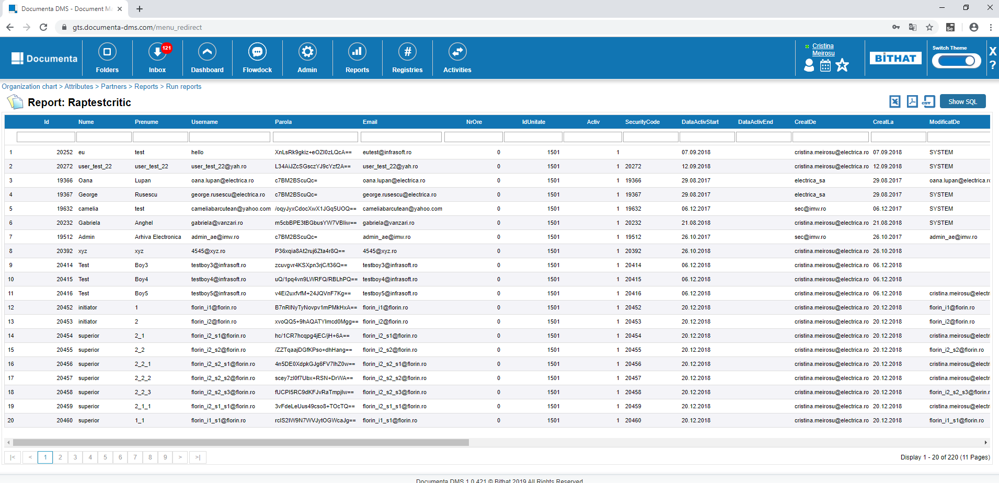 Documenta DMS - Document Ma
gts.documenta-dms.com/menu_redirect
Documenta
Folders
121
Inbox
Dashboard
Flowdock
Admin
Reports
#
Registries
Activities
Cristina
Meirosu
BiTHAT
Switch Theme
X
?
Organization chart > Attributes > Partners > Reports > Run reports
Report: Raptestcritic
CSV
Show SQL
Id Nume Prenume Username Parola Email NrOre IdUnitate Activ SecurityCode DataActivStart DataActivEnd CreatDe CreatLa ModificatDe
1 20252 eu test hello XnLsRk9gkiz+eOZI0zLQcA== eutest@infrasoft.ro 0 1501 1 07.09.2018 cristina.meirosu@electrica.ro 07.09.2018 SYSTEM
2 20272 user_test_22 user_test_22 user_test_22@yah.ro L34AiJZcSGsczYJ9cYzf2A== user_test_22@yah.ro 0 1501 1 20272 12.09.2018 cristina.meirosu@electrica.ro 12.09.2018 SYSTEM
3 19366 Oana Lupan oana.lupan@electrica.ro c7BM2BScuQc= oana.lupan@electrica.ro 0 1501 1 19366 29.08.2017 electrica_sa 29.08.2017 oana.lupan@electrica.ro
4 19367 George Rusescu george.rusescu@electrica.ro c7BM2BScuQc= george.rusescu@electrica.ro 0 1501 1 19367 29.08.2017 electrica_sa 29.08.2017 SYSTEM
5 19632 camelia test cameliabarcutean@yahoo.com /oqyJyxCdocXwX1JGq5UOQ== cameliabarcutean@yahoo.com 0 1501 1 19632 06.12.2017 sec@imw.ro 06.12.2017 SYSTEM
6 20232 Gabriela Anghel gabriela@vanzari.ro m5cbBPE3tBGbusYW7VBliw== gabriela@vanzari.ro 0 1501 1 20232 21.08.2018 cristina.meirosu@electrica.ro 21.08.2018 SYSTEM
7 19512 Admin Arhiva Electronica admin_ae@imw.ro c7BM2BScuQc= admin_ae@imw.ro 0 1501 1 19512 26.10.2017 sec@imw.ro 26.10.2017 admin_ae@imw.ro
8 20392 xyz xyz 4545@xyz.ro P36xqia8At2ruj6Zta4r8Q== 4545@xyz.ro 0 1501 1 20392 26.10.2018 cristina.meirosu@electrica.ro 26.10.2018
9 20414 Test Boy3 testboy3@infrasoft.ro zcuvgvr4KSXpn3rjC/t36Q== testboy3@infrasoft.ro 0 1501 1 20414 06.12.2018 cristina.meirosu@electrica.ro 06.12.2018
10 20415 Test Boy4 testboy4@infrasoft.ro uQ/1pq4vn9LWRFQ/RBLhPQ== testboy4@infrasoft.ro 0 1501 1 20415 06.12.2018 cristina.meirosu@electrica.ro 06.12.2018
11 20416 Test Boy5 testboy5@infrasoft.ro v4Ei2uxfvfM+24JQVnF7Kg== testboy5@infrasoft.ro 0 1501 1 20416 06.12.2018 cristina.meirosu@electrica.ro 06.12.2018 cristina.meirosu@electr
12 20452 initiator 1 florin_i1@florin.ro B7nRlNyTyNovpv1mPMkHxA== florin_i1@florin.ro 0 1501 1 20452 20.12.2018 cristina.meirosu@electrica.ro 20.12.2018 florin_i1@florin.ro
13 20453 initiator 2 florin_i2@florin.ro xvoQQ5+9hAQATYlmcd0Mgg== florin_i2@florin.ro 0 1501 1 20453 20.12.2018 cristina.meirosu@electrica.ro 20.12.2018 florin_i2@florin.ro
14 20454 superior 2_1 florin_i2_s1@florin.ro hc/1CR7hcqpg4jEC/jH+6A== florin_i2_s1@florin.ro 0 1501 1 20454 20.12.2018 cristina.meirosu@electrica.ro 20.12.2018 cristina.meirosu@electr
15 20455 superior 2_2 florin_i2_s2@florin.ro /ZZTqaajDGfKPso+dhHang== florin_i2_s2@florin.ro 0 1501 1 20455 20.12.2018 cristina.meirosu@electrica.ro 20.12.2018 florin_i2_s2@florin.ro
16 20456 superior 2_2_1 florin_i2_s2_s1@florin.ro 4n5DE0XdpkGJg6FV7IhZ0w== florin_i2_s2_s1@florin.ro 0 1501 1 20456 20.12.2018 cristina.meirosu@electrica.ro 20.12.2018 cristina.meirosu@electr
17 20457 superior 2_2_2 florin_i2_s2_s2@florin.ro scey7zl0f7Ubx+RSN+DrWA== florin_i2_s2_s2@florin.ro 0 1501 1 20457 20.12.2018 cristina.meirosu@electrica.ro 20.12.2018 cristina.meirosu@electr
18 20458 superior 2_2_3 florin_i2_s2_s3@florin.ro fUCPI5RC9dKFJvRaTmpjIw== florin_i2_s2_s3@florin.ro 0 1501 1 20458 20.12.2018 cristina.meirosu@electrica.ro 20.12.2018 florin_i2_s2_s3@florin.r
19 20459 superior 2_1_1 florin_i2_s1_s1@florin.ro 3vFdeLeUus49cso8+TOcTQ== florin_i2_s1_s1@florin.ro 0 1501 1 20459 20.12.2018 cristina.meirosu@electrica.ro 20.12.2018 cristina.meirosu@electr
20 20460 superior 1_1 florin_i1_s1@florin.ro rcIS2IW9N7WVJytOGWcaJg== florin_i1_s1@florin.ro 0 1501 1 20460 20.12.2018 cristina.meirosu@electrica.ro 20.12.2018 florin_i1_s1@florin.ro
|< < 1 2 3 4 5 6 7 8 9 > >|
Display 1 - 20 of 220 (11 Pages)
Documenta DMS 1.0.421 © Bithat 2019 All Rights Reserved